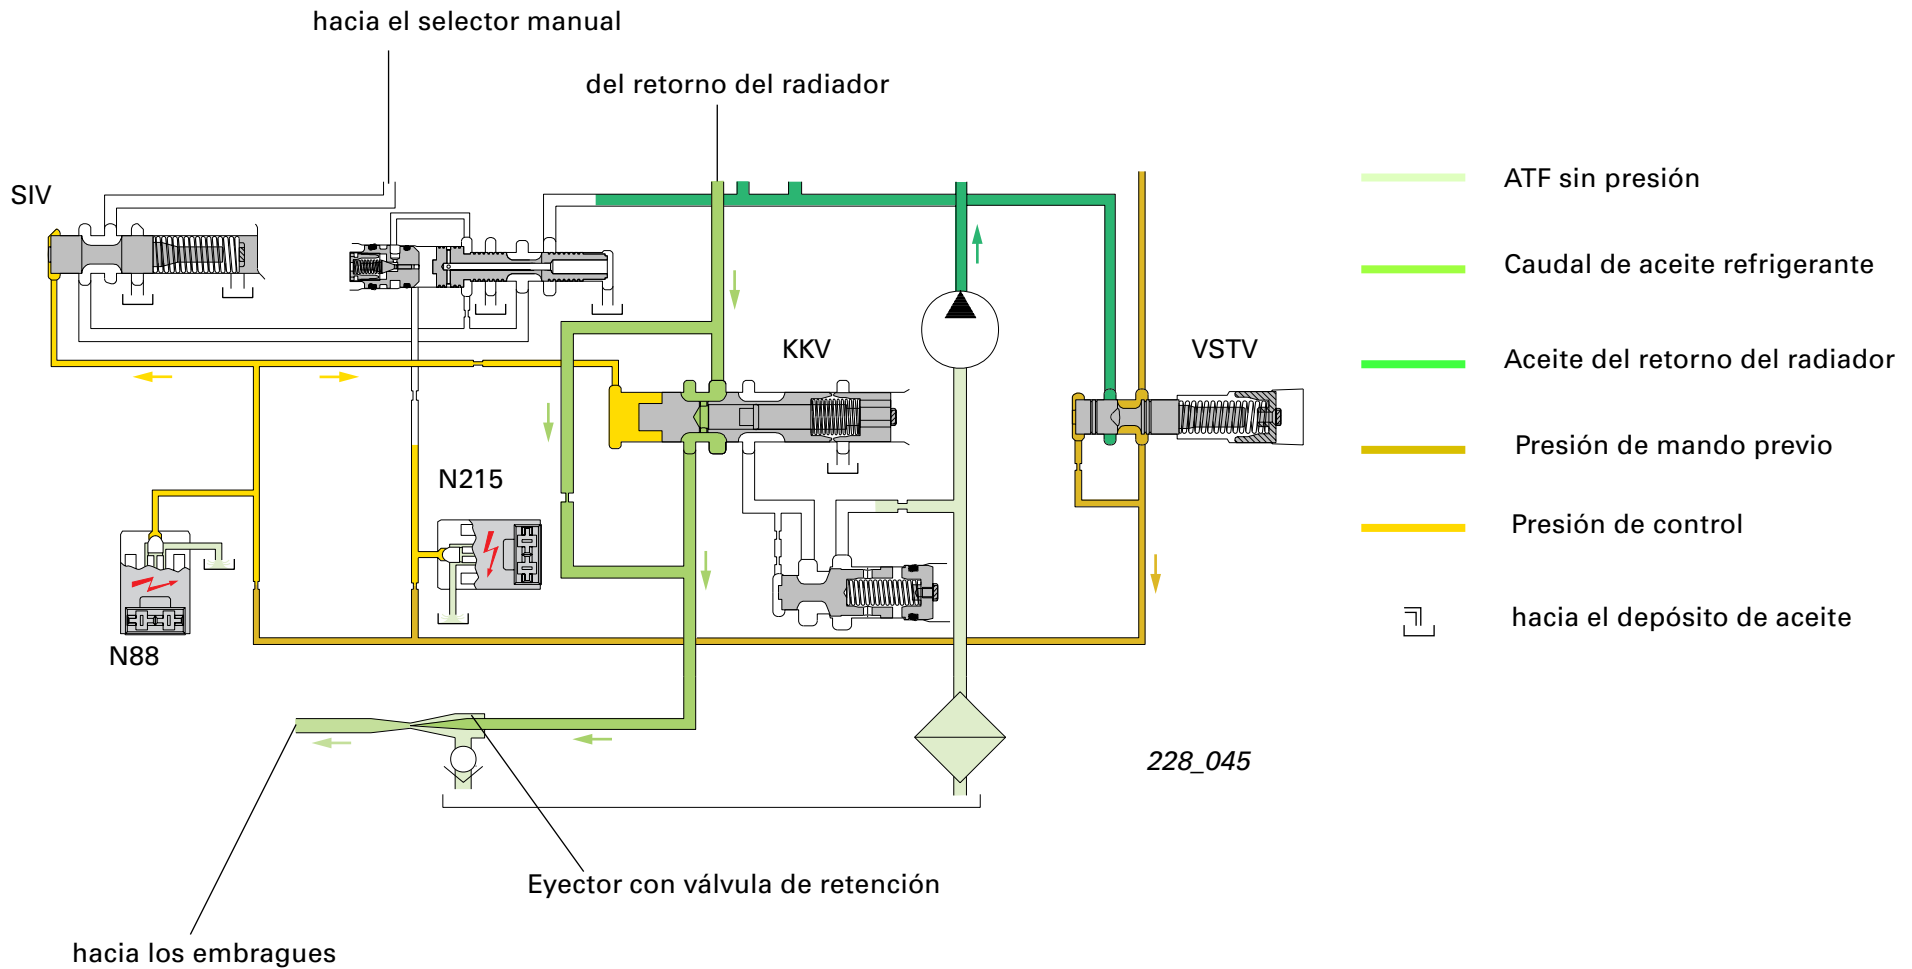 hacia el selector manual
del retorno del radiador
SIV
ATF sin presión
Caudal de aceite refrigerante
KKV
VSTV
Aceite del retorno del radiador
Presión de mando previo
N215
Presión de control
hacia el depósito de aceite
N88
228_045
Eyector con válvula de retención
hacia los embragues